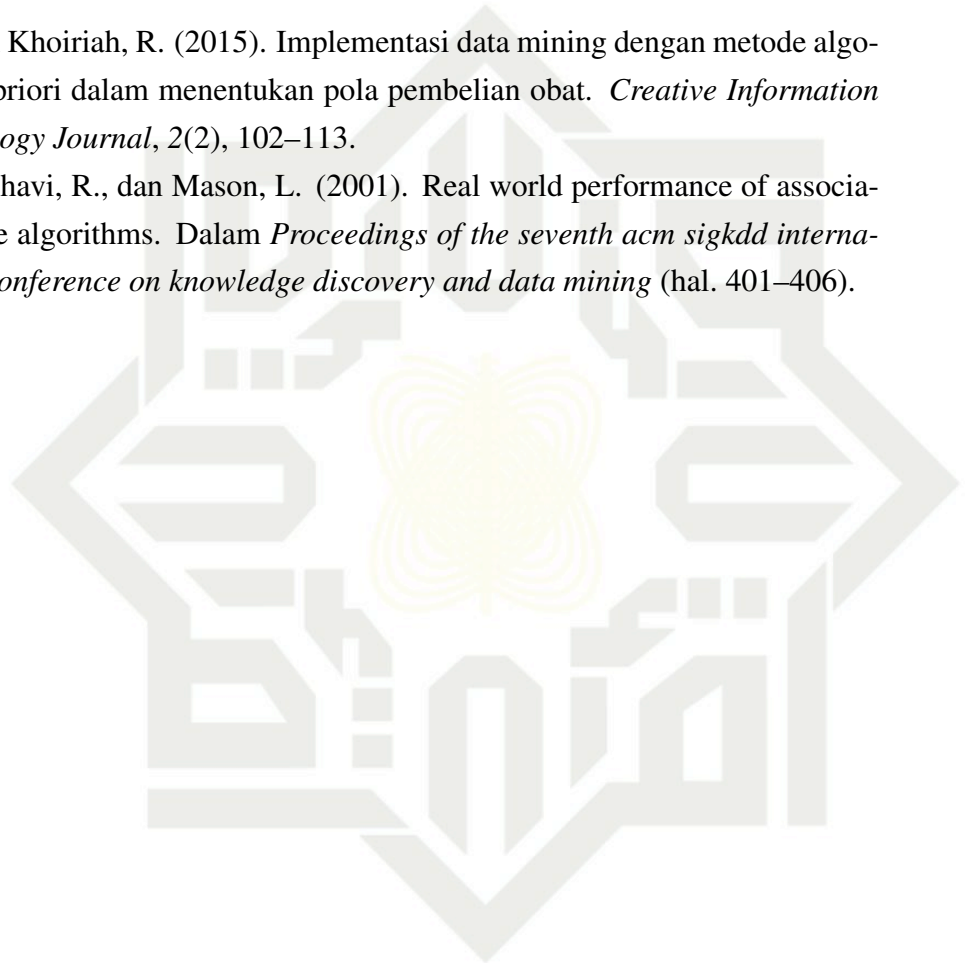 Khoiriah, R. (2015). Implementasi data mining dengan metode algo-
priori dalam menentukan pola pembelian obat. Creative Information
ogy Journal, 2(2), 102–113.
havi, R., dan Mason, L. (2001). Real world performance of associa-
e algorithms. Dalam Proceedings of the seventh acm sigkdd interna-
onference on knowledge discovery and data mining (hal. 401–406).